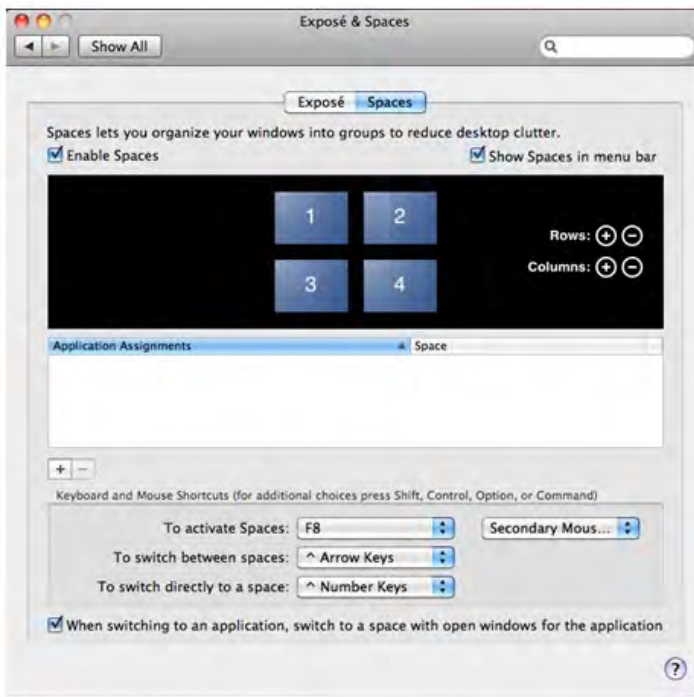 Exposé & Spaces
Show All
Exposé Spaces
Spaces lets you organize your windows into groups to reduce desktop clutter.
Enable Spaces Show Spaces in menu bar
1 2
Rows: + −
Columns: + −
3 4
Application Assignments Space
+ −
Keyboard and Mouse Shortcuts (for additional choices press Shift, Control, Option, or Command)
To activate Spaces: F8 Secondary Mous...
To switch between spaces: ^ Arrow Keys
To switch directly to a space: ^ Number Keys
When switching to an application, switch to a space with open windows for the application
?